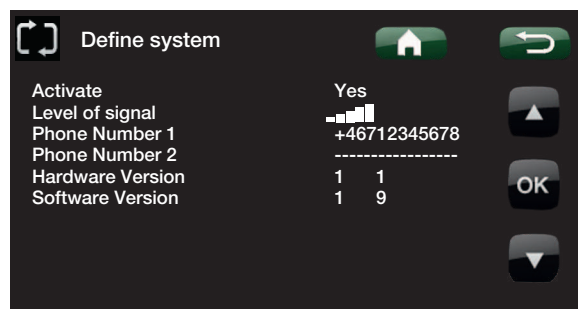 Define system
Activate Yes
Level of signal
Phone Number 1 +46712345678
Phone Number 2 -----------------
Hardware Version 1 1
Software Version 1 9
OK